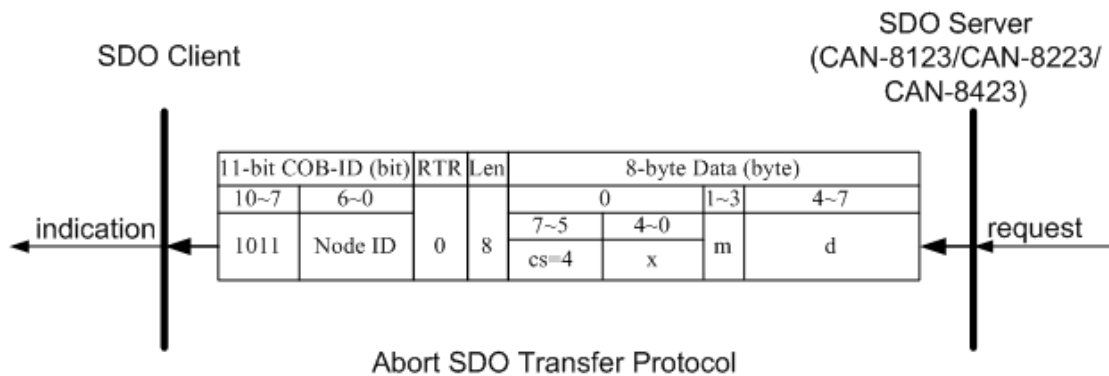 SDO Client
SDO Server
(CAN-8123/CAN-8223/
CAN-8423)
11-bit COB-ID (bit) RTR Len 8-byte Data (byte)
10~7 6~0 0 1~3 4~7
indication 7~5 4~0 request
1011 Node ID 0 8 m d
cs=4 x
Abort SDO Transfer Protocol